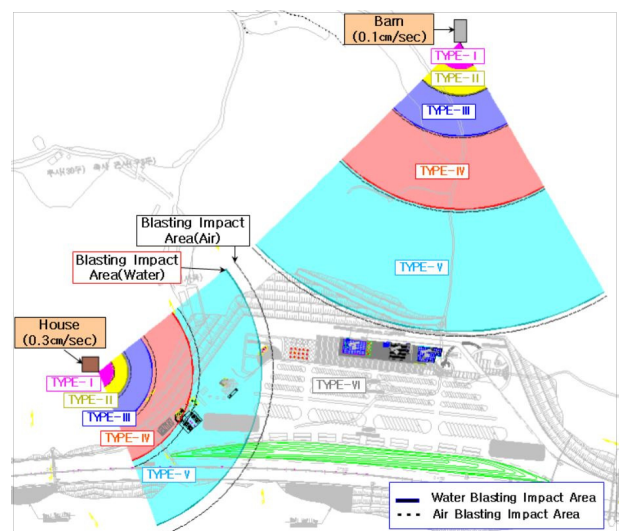 Barn
(0.1cm/sec)
TYPE-Ⅰ
TYPE-Ⅱ
TYPE-Ⅲ
TYPE-Ⅳ
TYPE-Ⅴ
Blasting Impact
Area(Air)
Blasting Impact
Area(Water)
House
(0.3cm/sec)
TYPE-Ⅰ
TYPE-Ⅱ
TYPE-Ⅲ
TYPE-Ⅳ
TYPE-Ⅴ
TYPE-Ⅵ
Water Blasting Impact Area
Air Blasting Impact Area